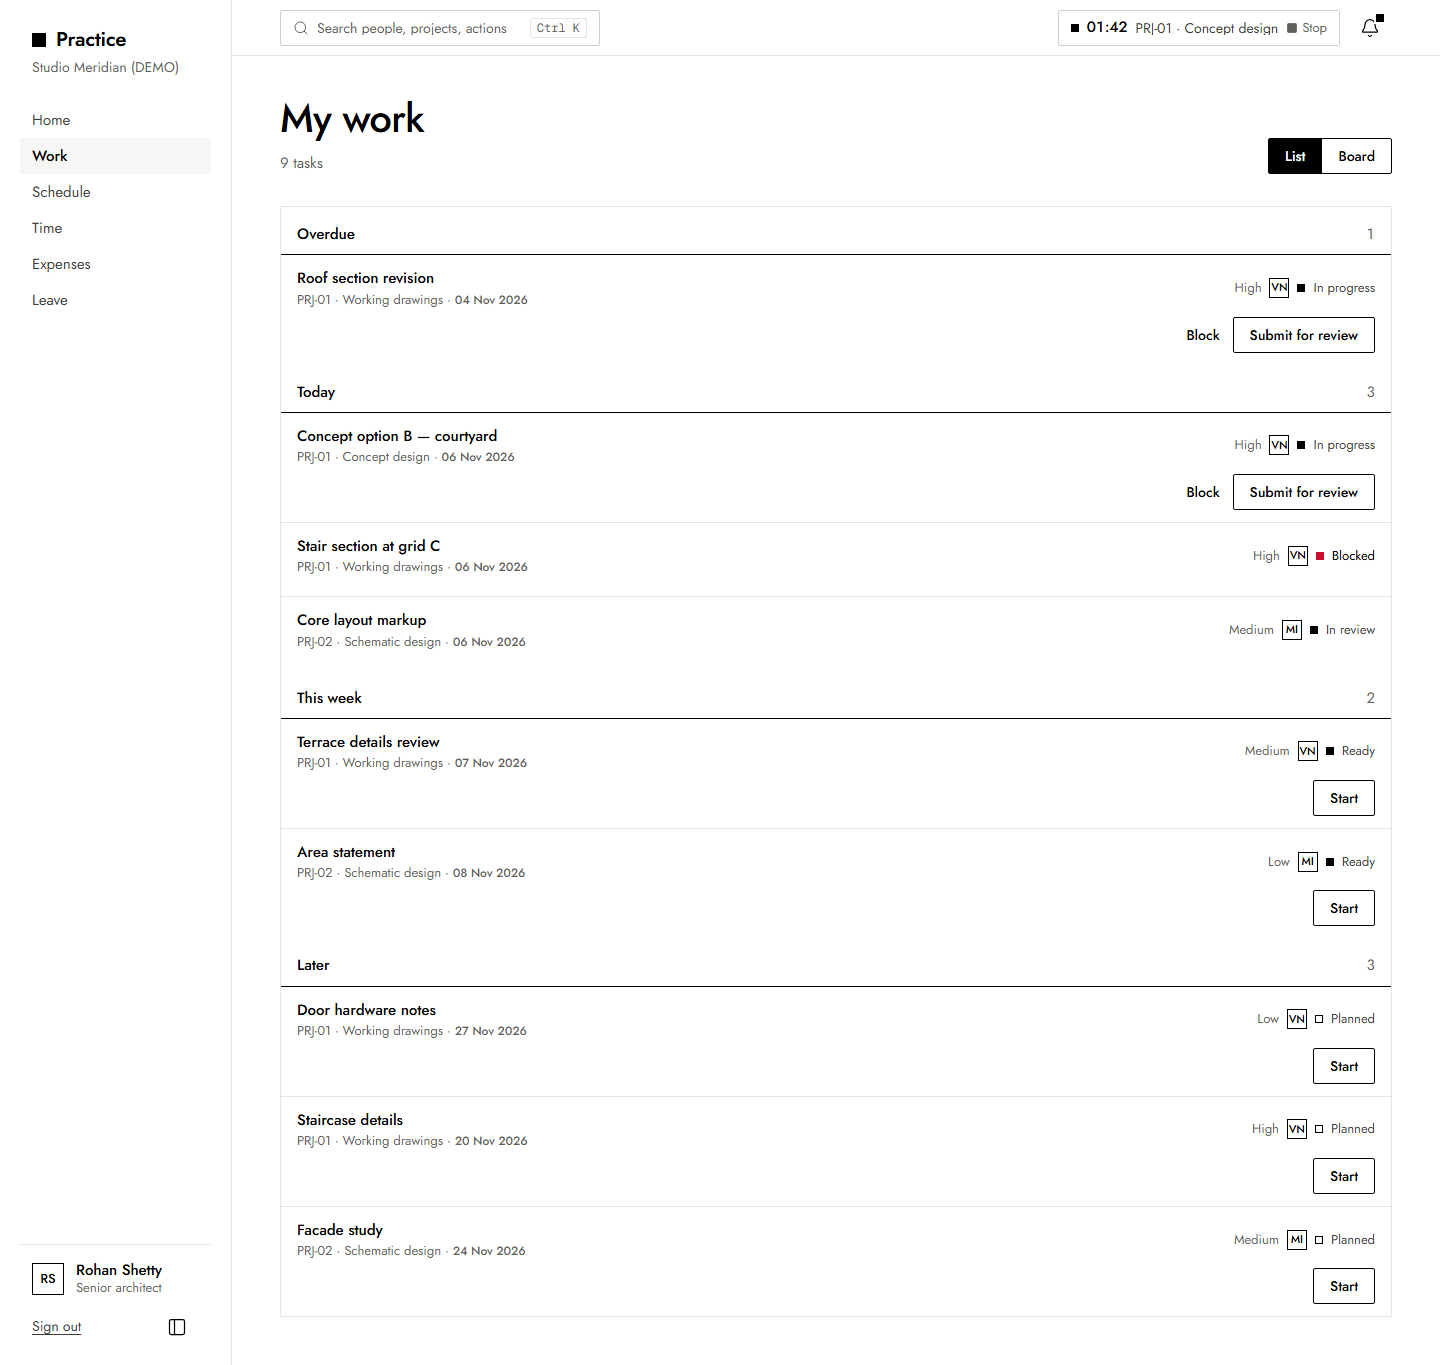 Practice
Studio Meridian (DEMO)
Home
Work
Schedule
Time
Expenses
Leave
RS
Rohan Shetty
Senior architect
Sign out
Search people, projects, actions Ctrl K
01:42 PRJ-01 · Concept design Stop
My work
9 tasks
List Board
Overdue 1
Roof section revision
PRJ-01 · Working drawings · 04 Nov 2026
High VN In progress
Block Submit for review
Today 3
Concept option B — courtyard
PRJ-01 · Concept design · 06 Nov 2026
High VN In progress
Block Submit for review
Stair section at grid C
PRJ-01 · Working drawings · 06 Nov 2026
High VN Blocked
Core layout markup
PRJ-02 · Schematic design · 06 Nov 2026
Medium MI In review
This week 2
Terrace details review
PRJ-01 · Working drawings · 07 Nov 2026
Medium VN Ready
Start
Area statement
PRJ-02 · Schematic design · 08 Nov 2026
Low MI Ready
Start
Later 3
Door hardware notes
PRJ-01 · Working drawings · 27 Nov 2026
Low VN Planned
Start
Staircase details
PRJ-01 · Working drawings · 20 Nov 2026
High VN Planned
Start
Facade study
PRJ-02 · Schematic design · 24 Nov 2026
Medium MI Planned
Start